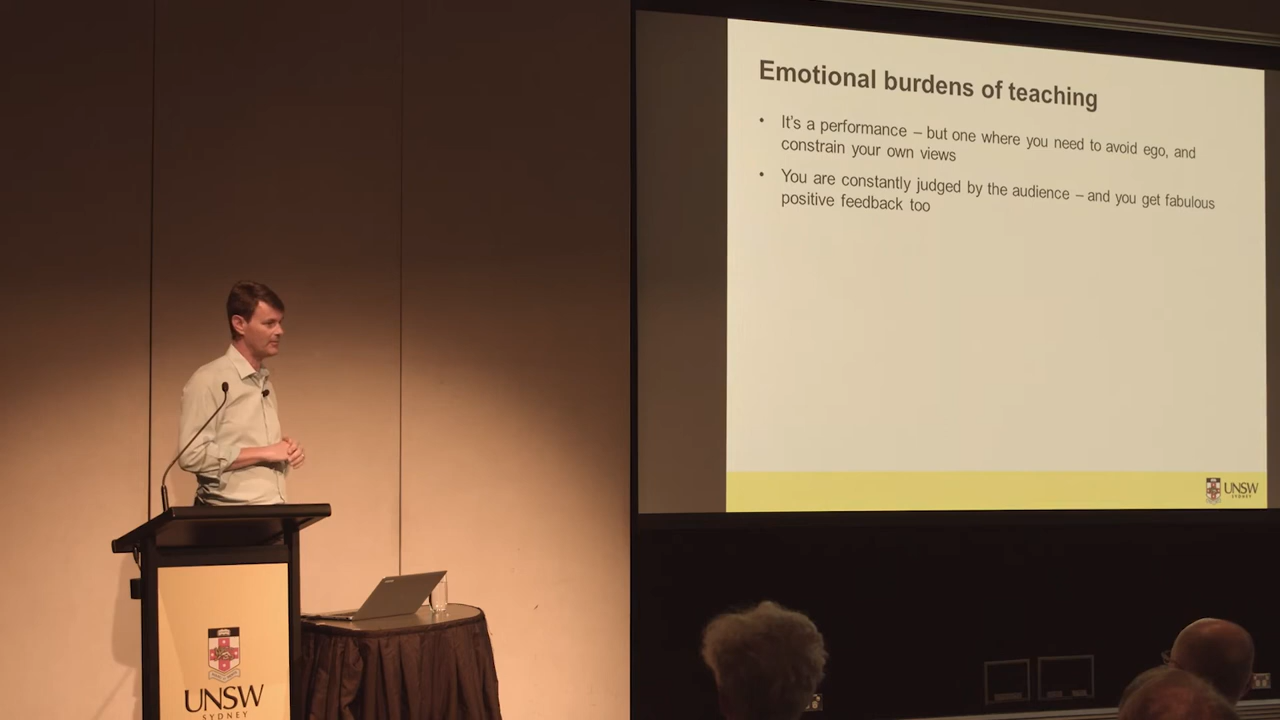 Emotional burdens of teaching
• It's a performance – but one where you need to avoid ego, and
constrain your own views
• You are constantly judged by the audience – and you get fabulous
positive feedback too
UNSW
SYDNEY
UNSW
SYDNEY